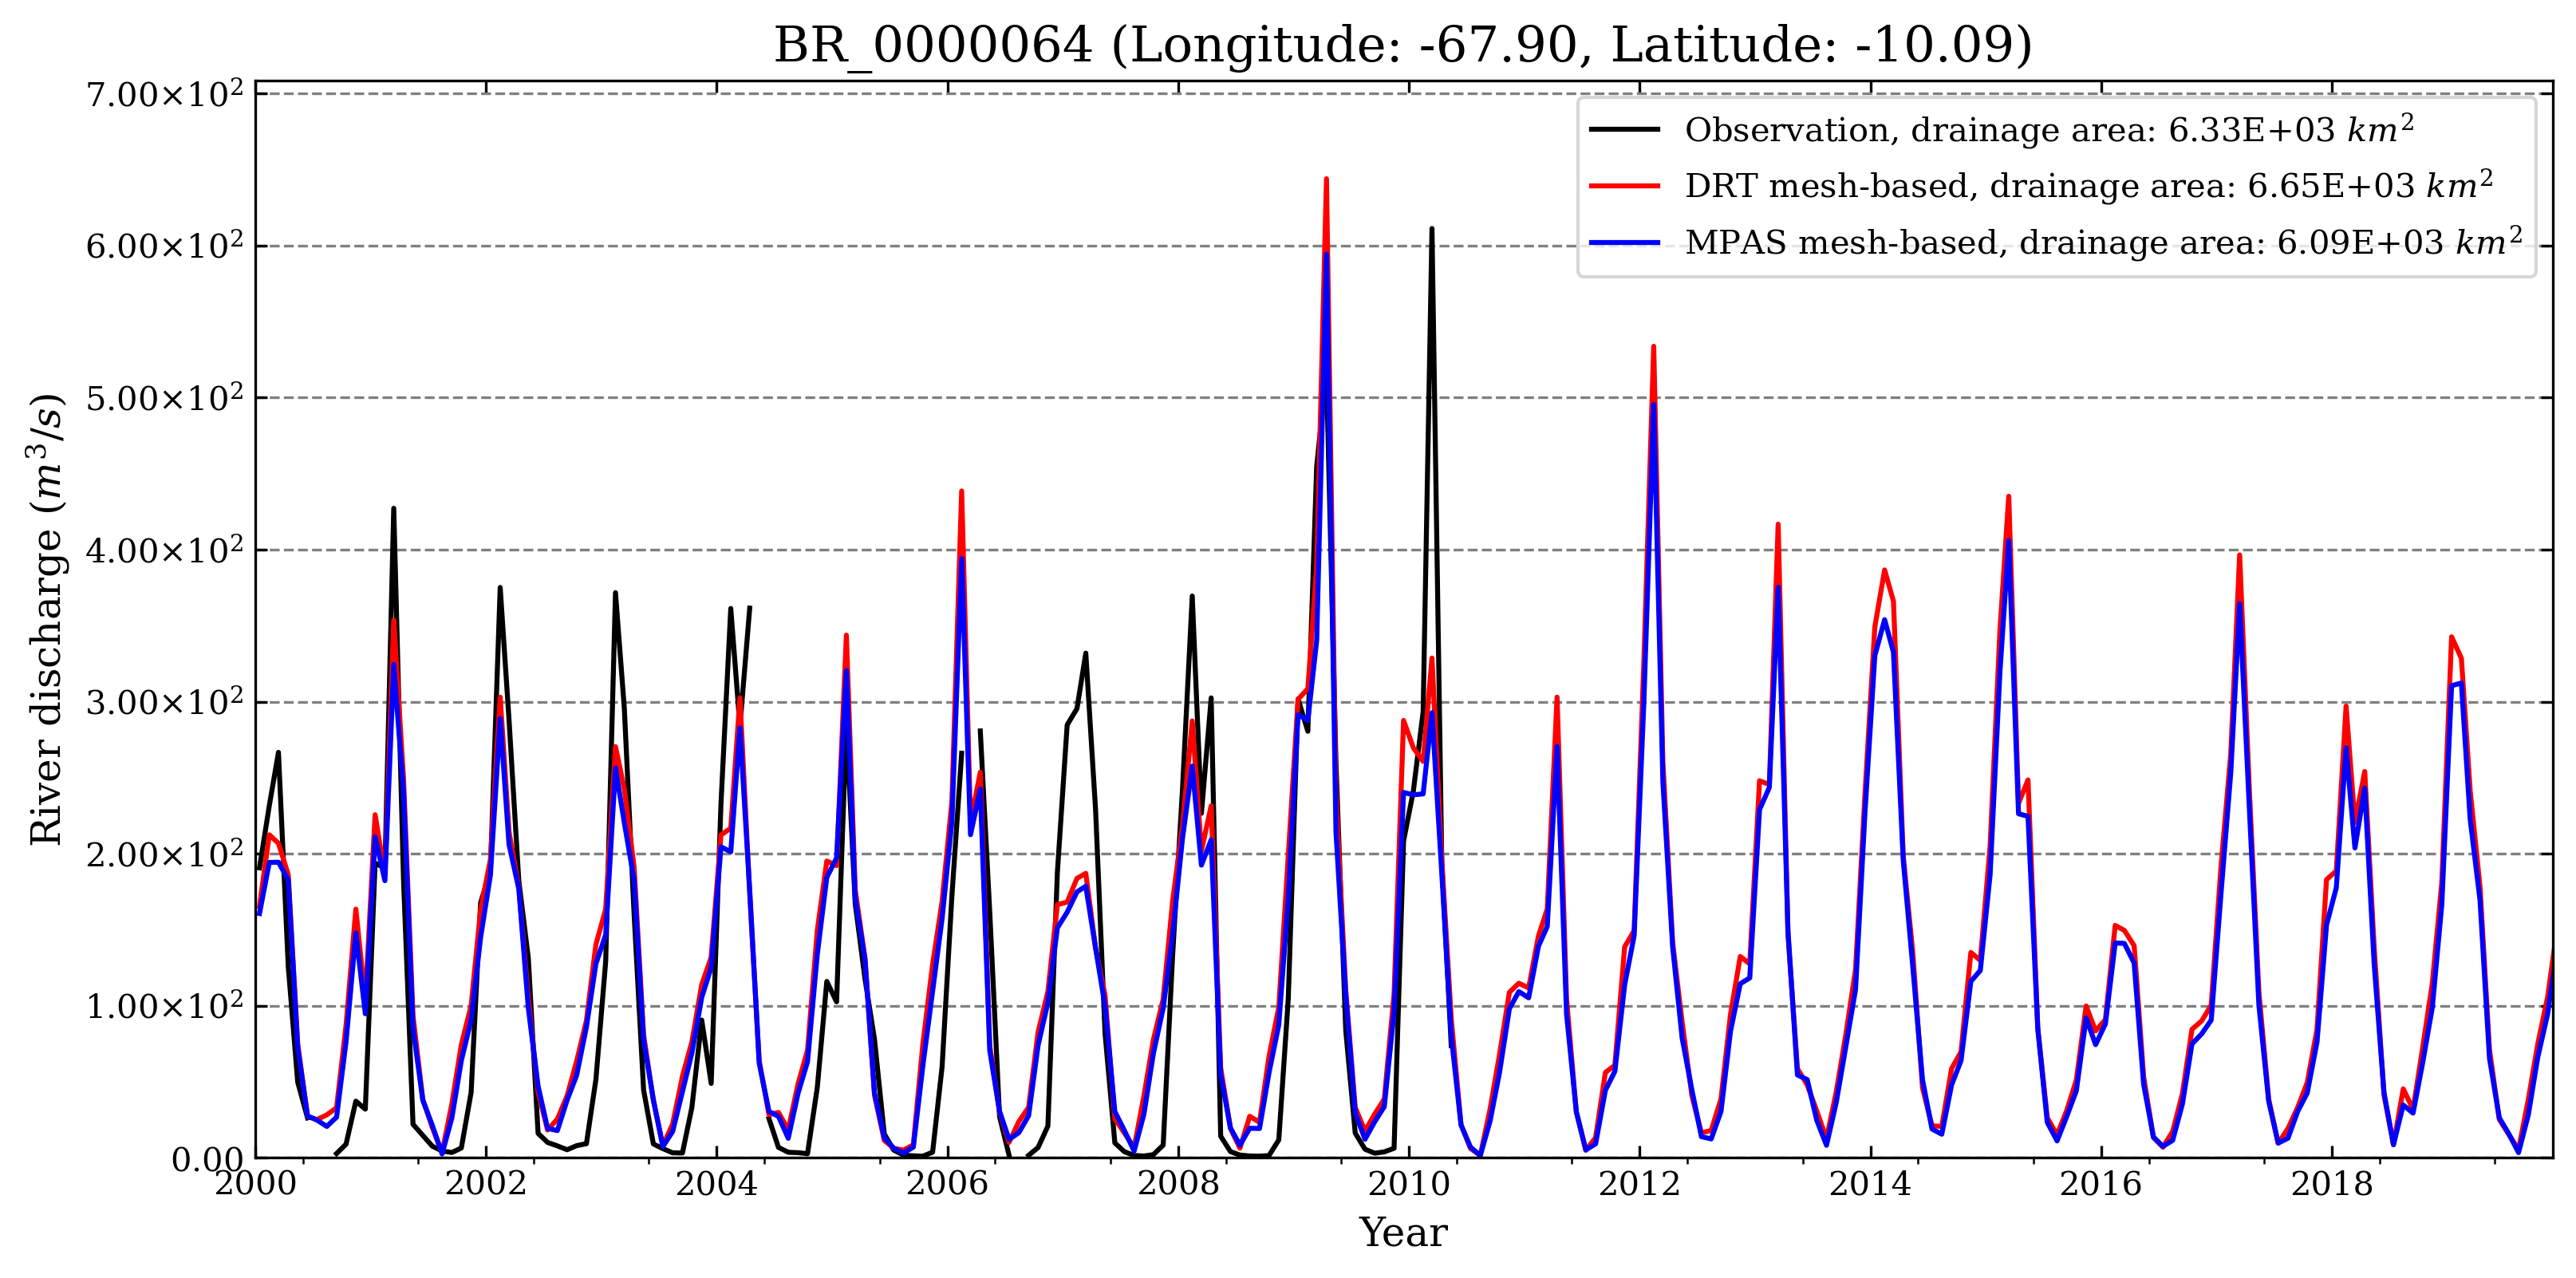 BR_0000064 (Longitude: -67.90, Latitude: -10.09)
7.00×10²
6.00×10²
5.00×10²
4.00×10²
3.00×10²
2.00×10²
1.00×10²
0.00
River discharge (m³/s)
Observation, drainage area: 6.33E+03 km²
DRT mesh-based, drainage area: 6.65E+03 km²
MPAS mesh-based, drainage area: 6.09E+03 km²
2000 2002 2004 2006 2008 2010 2012 2014 2016 2018
Year